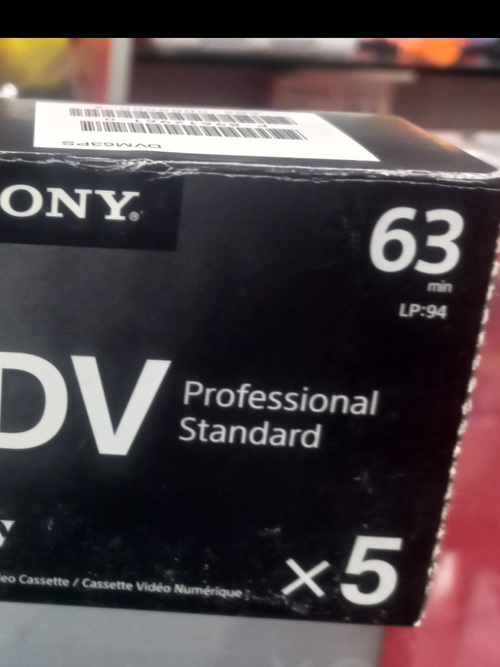 DVM63PS
ONY®
63
min
LP:94
DV
Professional
Standard
eo Cassette / Cassette Vidéo Numérique
×5